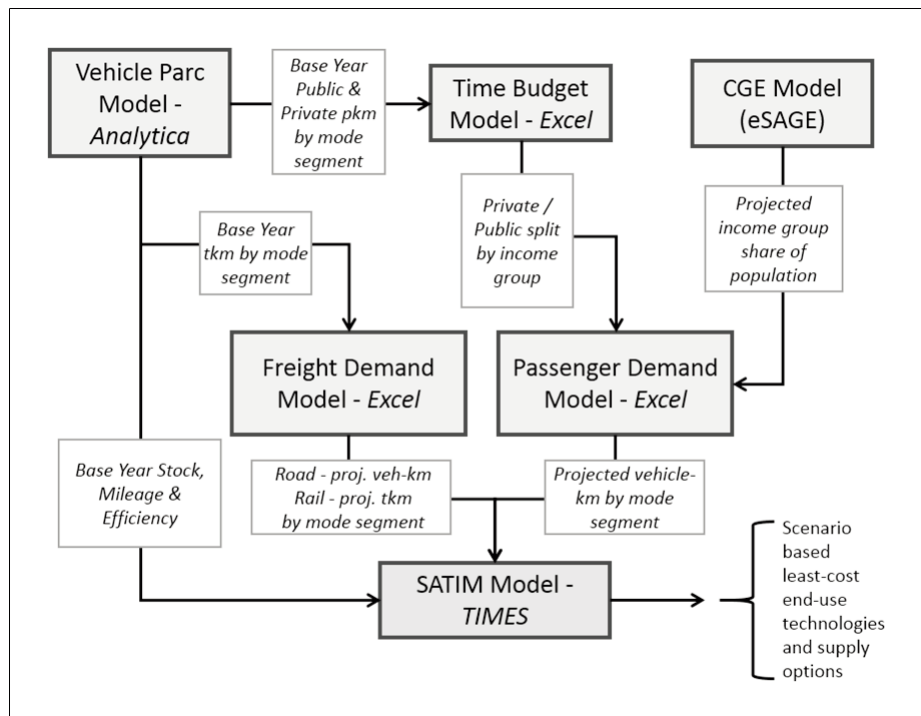 Vehicle Parc
Model -
Analytica
Base Year
Public &
Private pkm
by mode
segment
Time Budget
Model - Excel
CGE Model
(eSAGE)
Base Year
tkm by mode
segment
Private /
Public split
by income
group
Projected
income group
share of
population
Freight Demand
Model - Excel
Passenger Demand
Model - Excel
Base Year Stock,
Mileage &
Efficiency
Road - proj. veh-km
Rail - proj. tkm
by mode segment
Projected vehicle-
km by mode
segment
SATIM Model -
TIMES
Scenario
based
least-cost
end-use
technologies
and supply
options